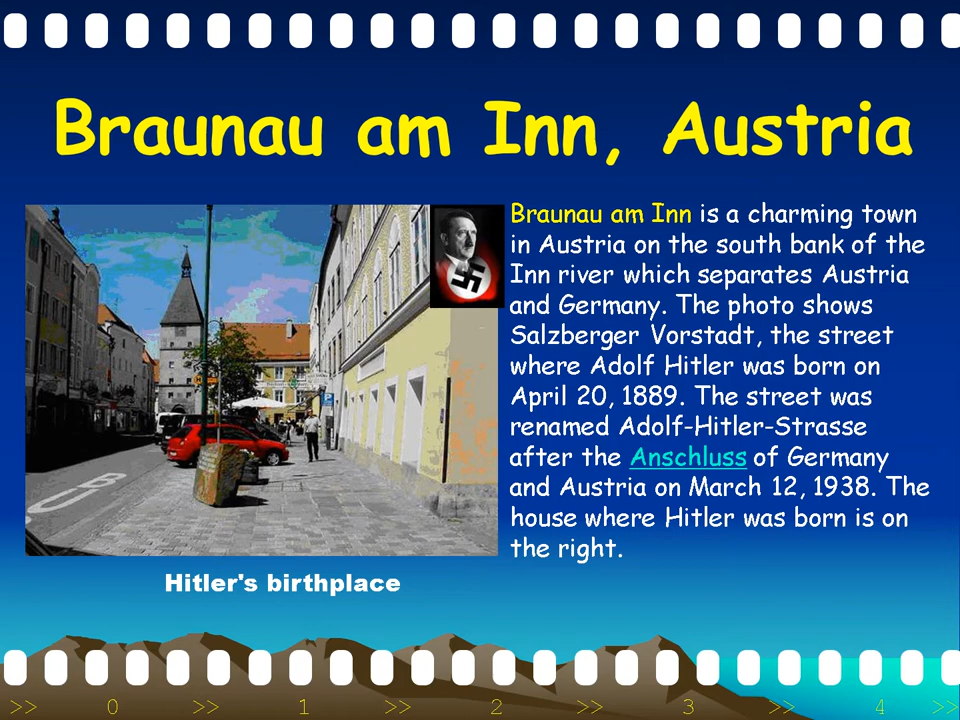 Braunau am Inn, Austria
Braunau am Inn is a charming town
in Austria on the south bank of the
Inn river which separates Austria
and Germany. The photo shows
Salzberger Vorstadt, the street
where Adolf Hitler was born on
April 20, 1889. The street was
renamed Adolf-Hitler-Strasse
after the Anschluss of Germany
and Austria on March 12, 1938. The
house where Hitler was born is on
the right.
BUS
Hitler's birthplace
>> 0 >> 1 >> 2 >> 3 >> 4 >>